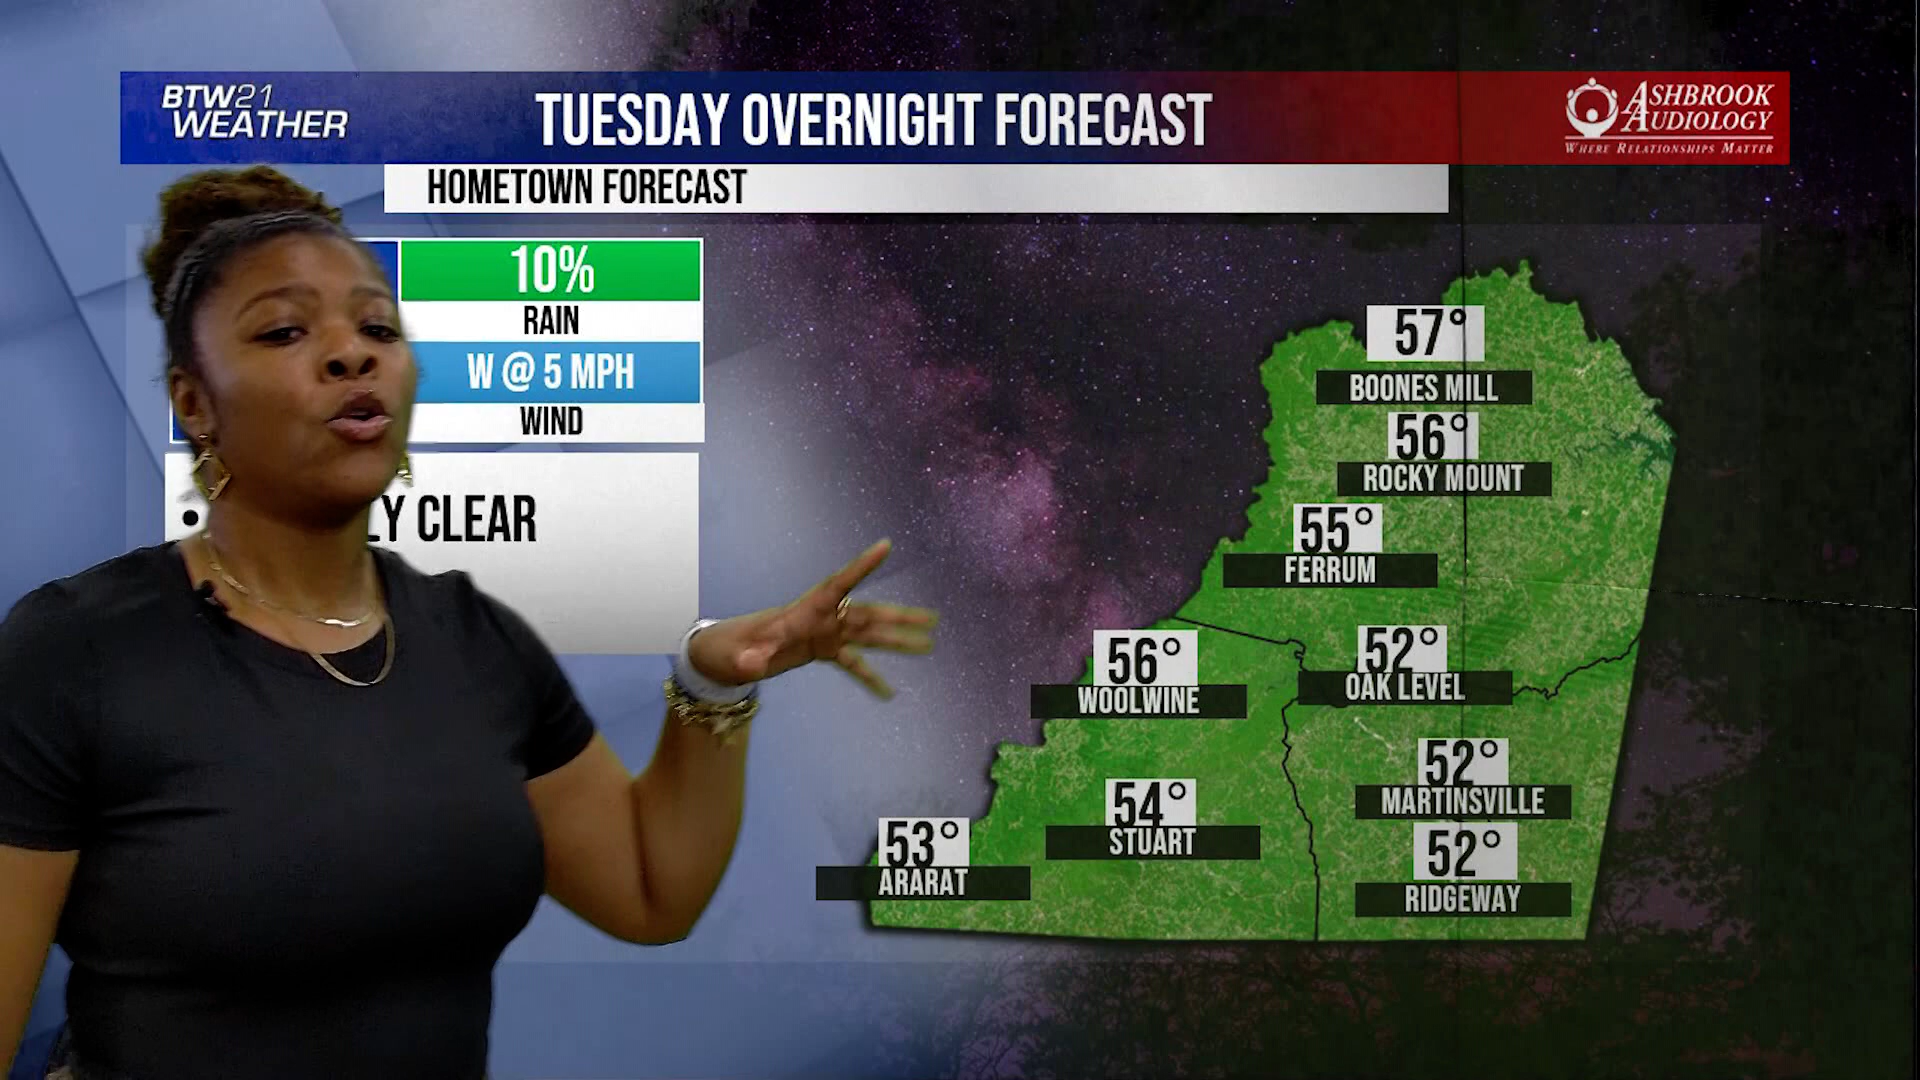 BTW21
WEATHER
TUESDAY OVERNIGHT FORECAST
ASHBROOK
AUDIOLOGY
WHERE RELATIONSHIPS MATTER
HOMETOWN FORECAST
10%
RAIN
W @ 5 MPH
WIND
CLEAR
57°
BOONES MILL
56°
ROCKY MOUNT
55°
FERRUM
56°
WOOLWINE
52°
OAK LEVEL
52°
MARTINSVILLE
54°
STUART
53°
ARARAT
52°
RIDGEWAY